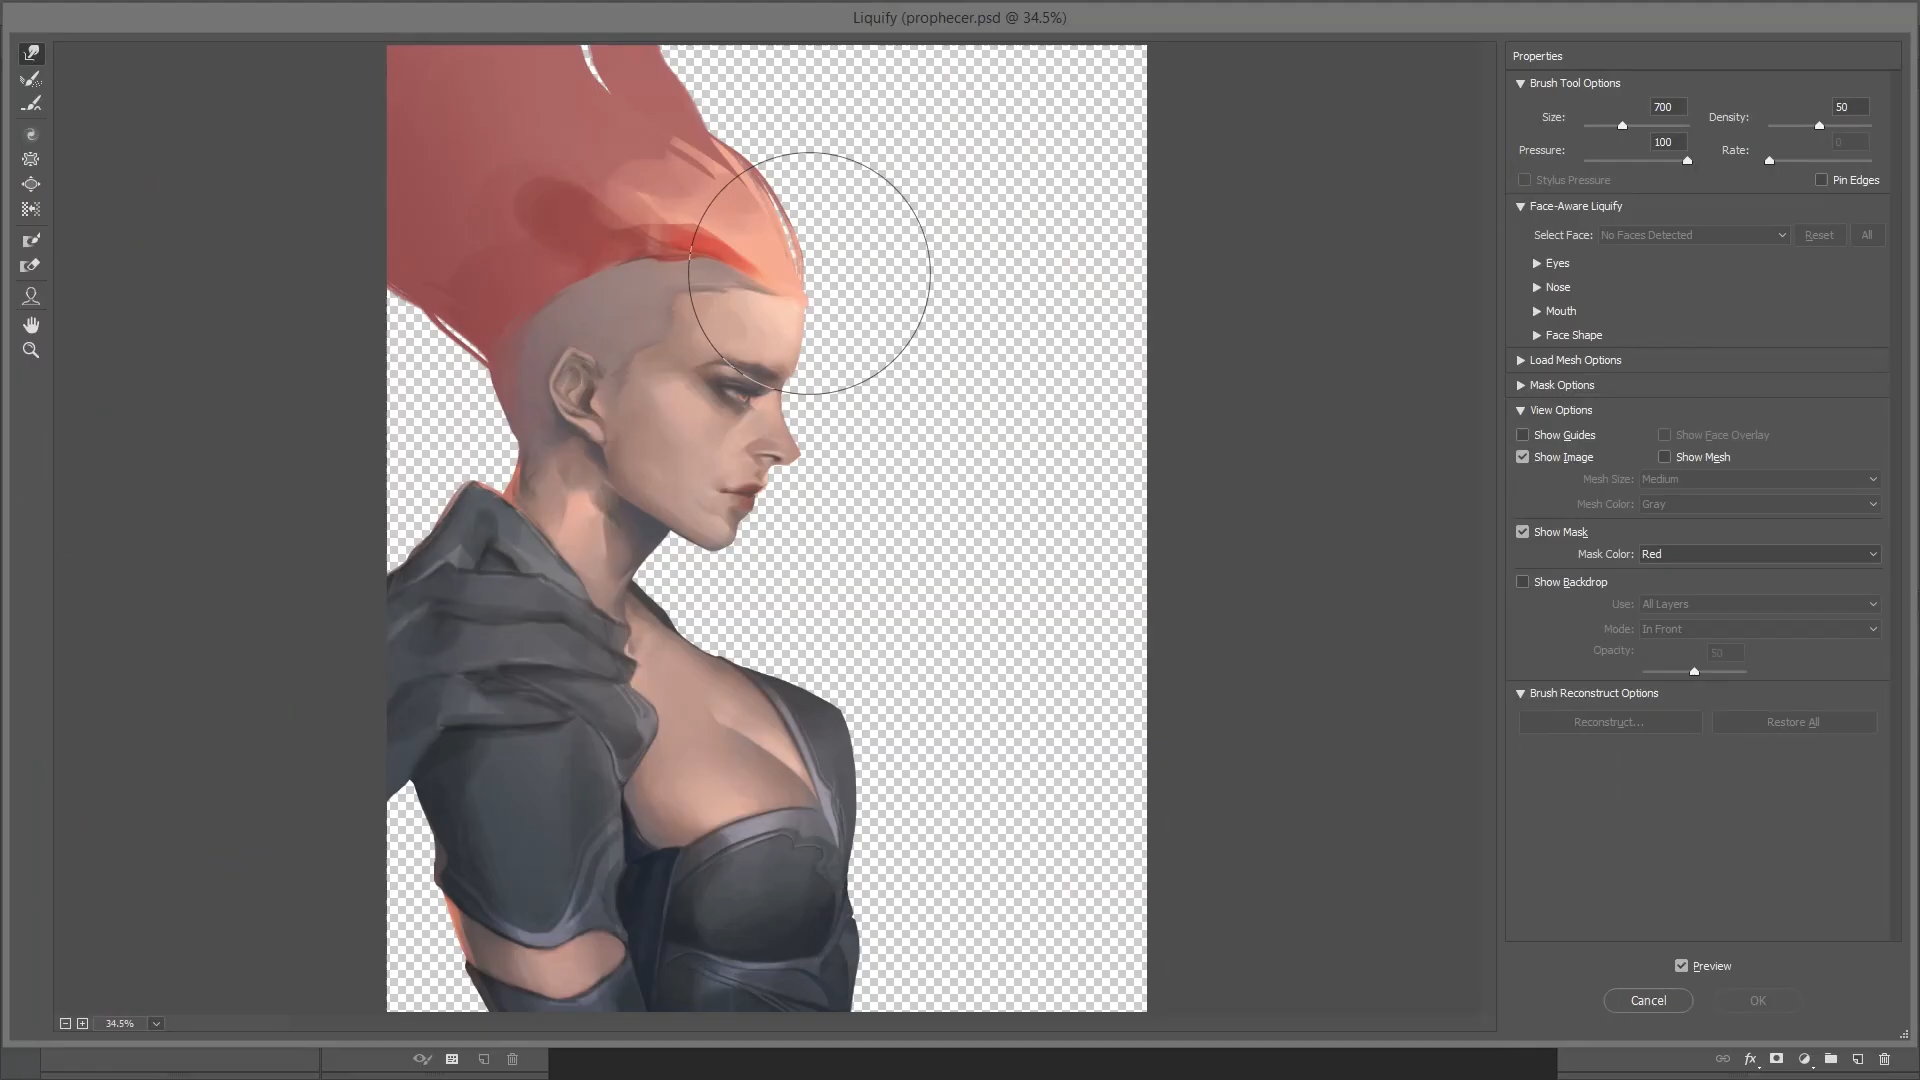 Liquify (prophecer.psd @ 34.5%)
Properties
Brush Tool Options
Size: 700 Density: 50
Pressure: 100 Rate: 0
Stylus Pressure Pin Edges
Face-Aware Liquify
Select Face: No Faces Detected Reset All
Eyes
Nose
Mouth
Face Shape
Load Mesh Options
Mask Options
View Options
Show Guides Show Face Overlay
Show Image Show Mesh
Mesh Size: Medium
Mesh Color: Gray
Show Mask
Mask Color: Red
Show Backdrop
Use: All Layers
Mode: In Front
Opacity: 50
Brush Reconstruct Options
Reconstruct... Restore All
Preview
Cancel OK
34.5%
fx